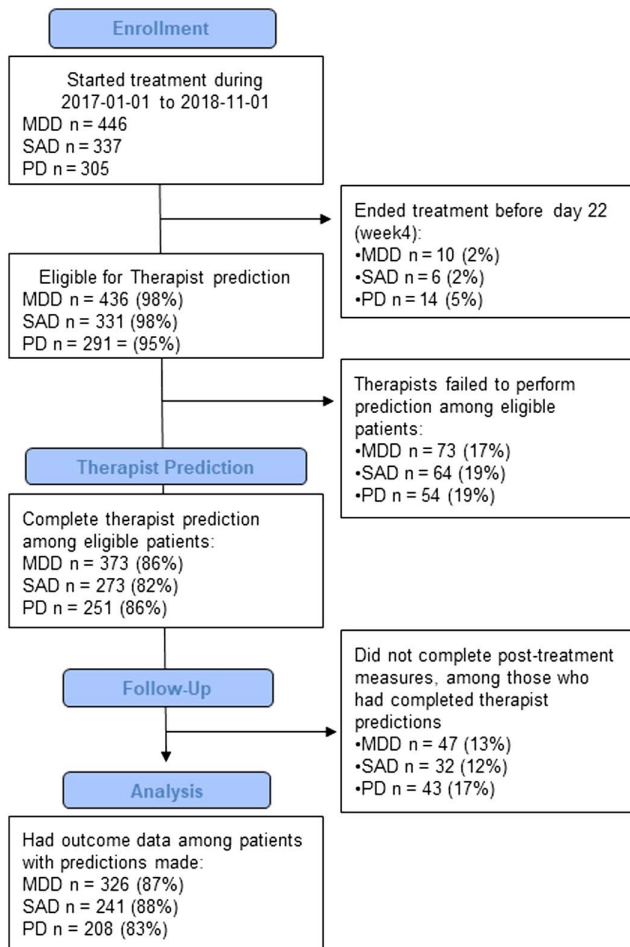 Enrollment
Started treatment during
2017-01-01 to 2018-11-01
MDD n = 446
SAD n = 337
PD n = 305
Ended treatment before day 22
(week4):
•MDD n = 10 (2%)
•SAD n = 6 (2%)
•PD n = 14 (5%)
Eligible for Therapist prediction
MDD n = 436 (98%)
SAD n = 331 (98%)
PD n = 291 = (95%)
Therapists failed to perform
prediction among eligible
patients:
•MDD n = 73 (17%)
•SAD n = 64 (19%)
•PD n = 54 (19%)
Therapist Prediction
Complete therapist prediction
among eligible patients:
MDD n = 373 (86%)
SAD n = 273 (82%)
PD n = 251 (86%)
Did not complete post-treatment
measures, among those who
had completed therapist
predictions
•MDD n = 47 (13%)
•SAD n = 32 (12%)
•PD n = 43 (17%)
Follow-Up
Analysis
Had outcome data among patients
with predictions made:
MDD n = 326 (87%)
SAD n = 241 (88%)
PD n = 208 (83%)